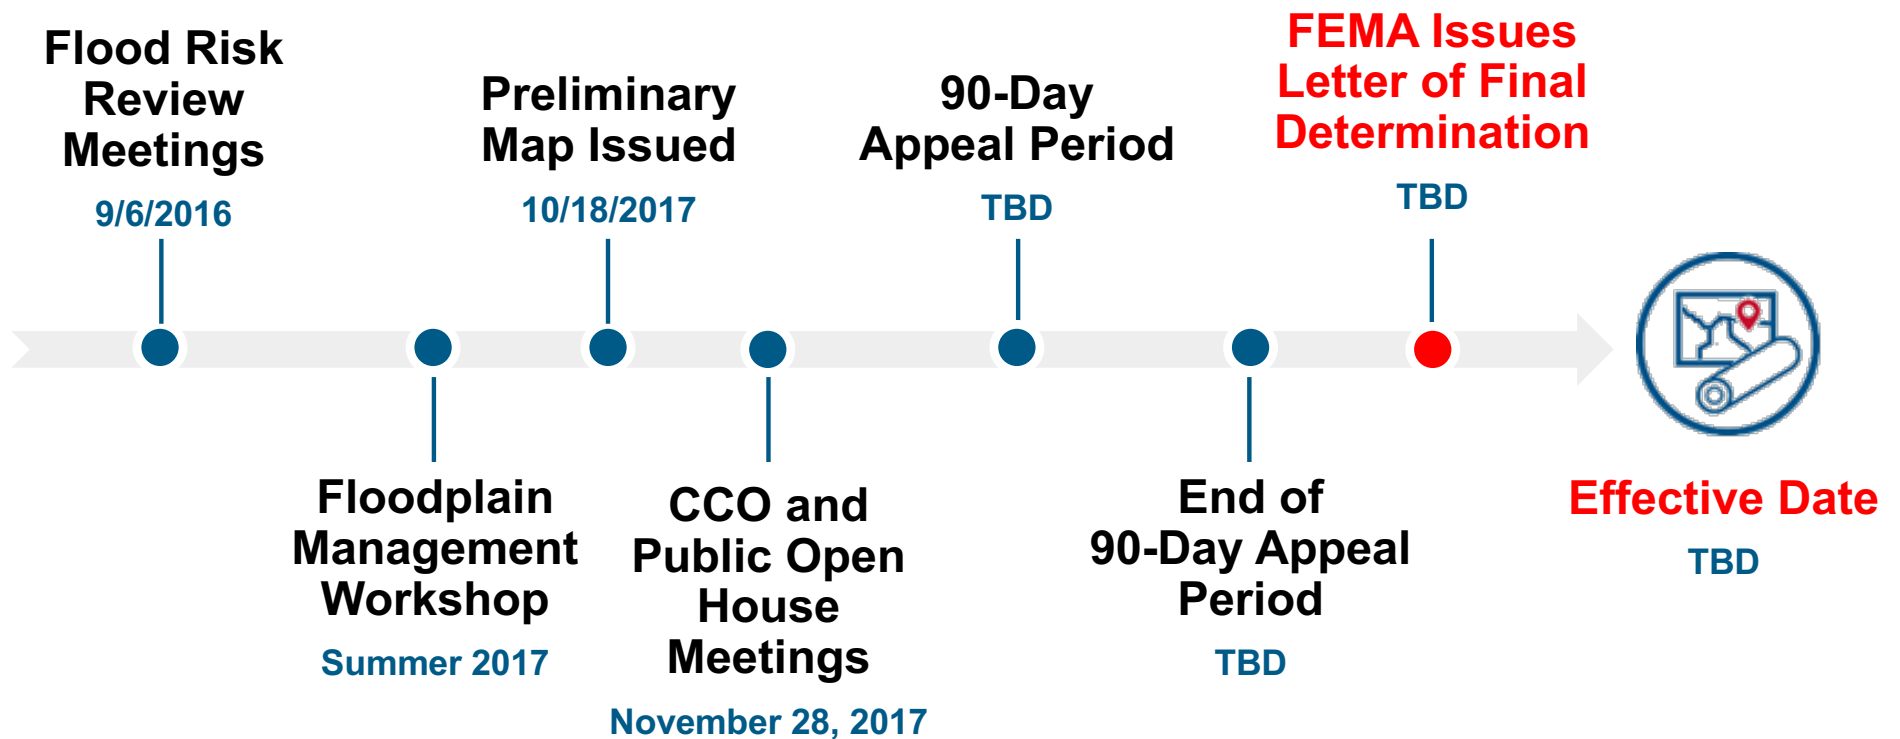 Flood Risk
Review
Meetings
9/6/2016
Floodplain
Management
Workshop
Summer 2017
Preliminary
Map Issued
10/18/2017
CCO and
Public Open
House
Meetings
November 28, 2017
90-Day
Appeal Period
TBD
End of
90-Day Appeal
Period
TBD
FEMA Issues
Letter of Final
Determination
TBD
Effective Date
TBD